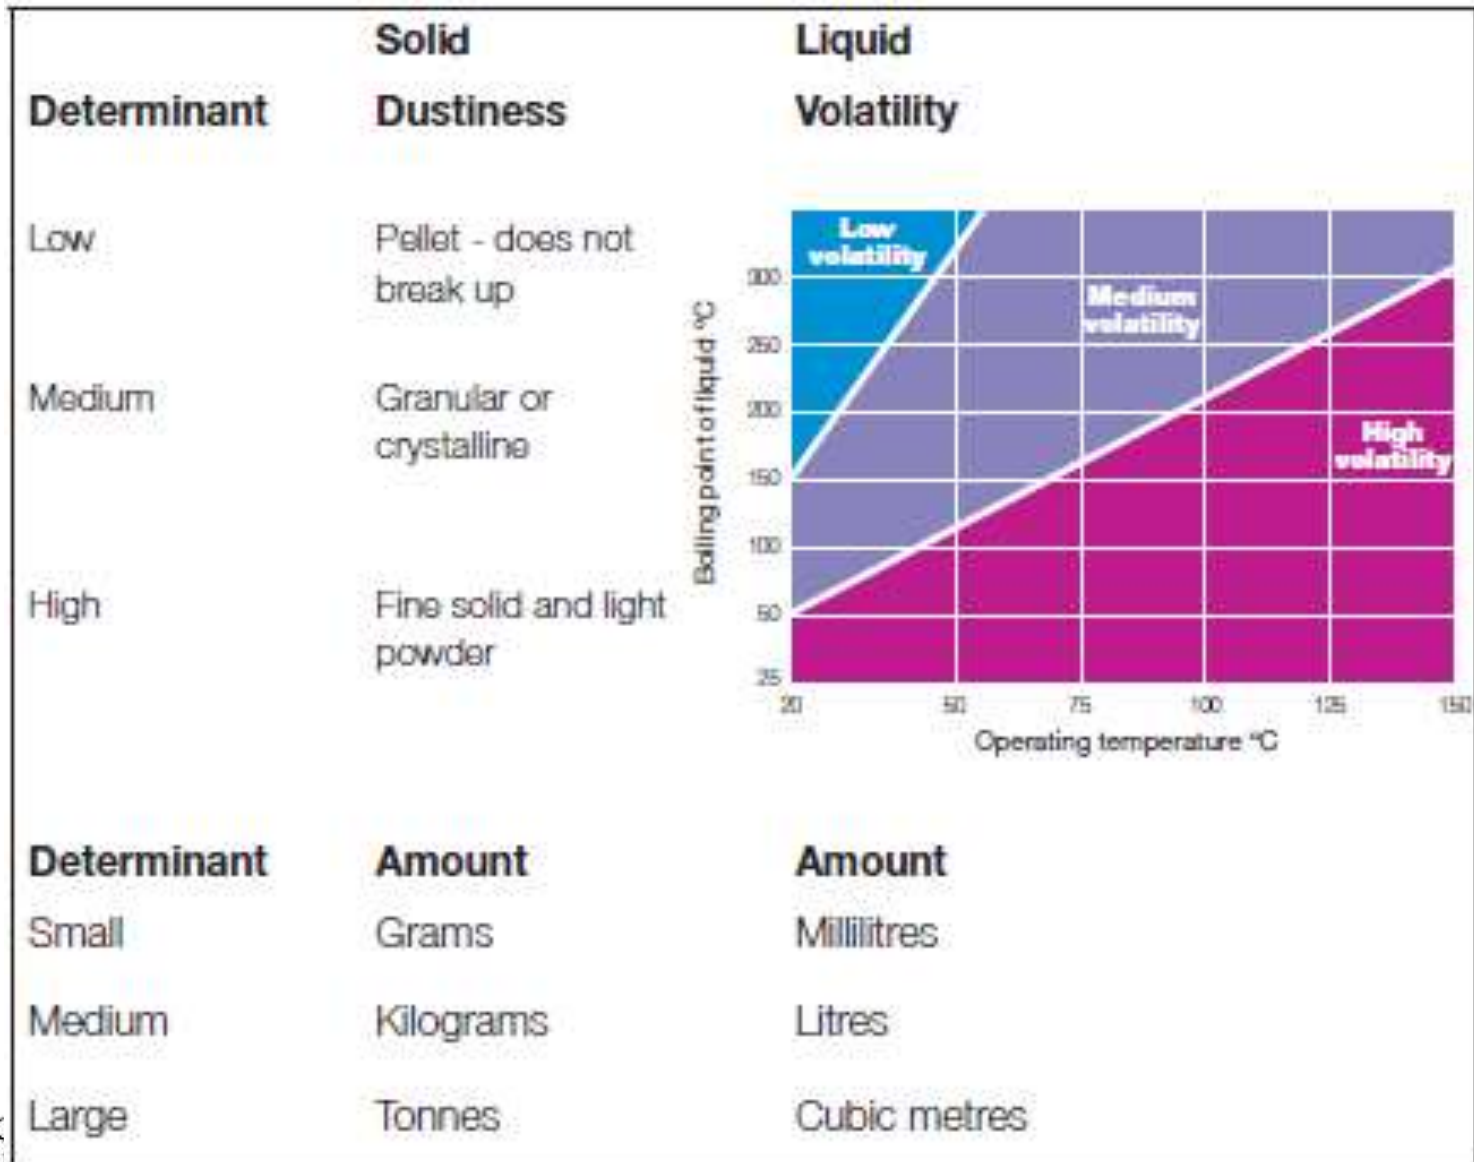 Solid Liquid
Determinant Dustiness Volatility
Low Pellet - does not
break up
Medium Granular or
crystalline
High Fine solid and light
powder
Boiling point of liquid ºC
300
250
200
150
100
50
25
Low
volatility
Medium
volatility
High
volatility
20 50 75 100 125 150
Operating temperature ºC
Determinant Amount Amount
Small Grams Millilitres
Medium Kilograms Litres
Large Tonnes Cubic metres